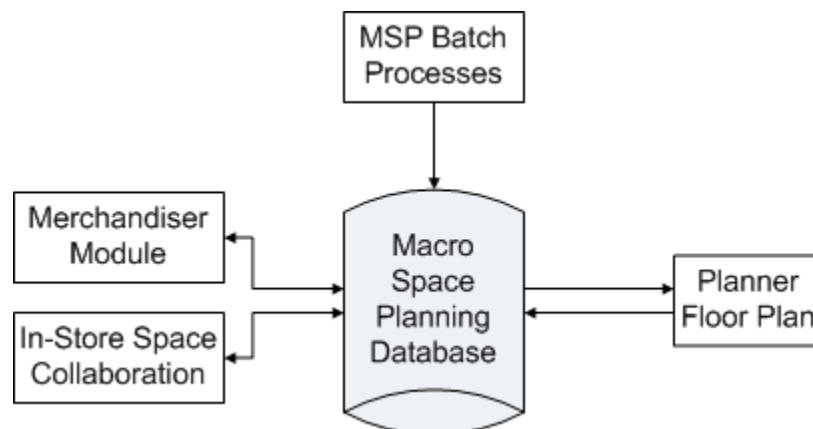 MSP Batch
Processes
Merchandiser
Module
In-Store Space
Collaboration
Macro
Space
Planning
Database
Planner
Floor Plan